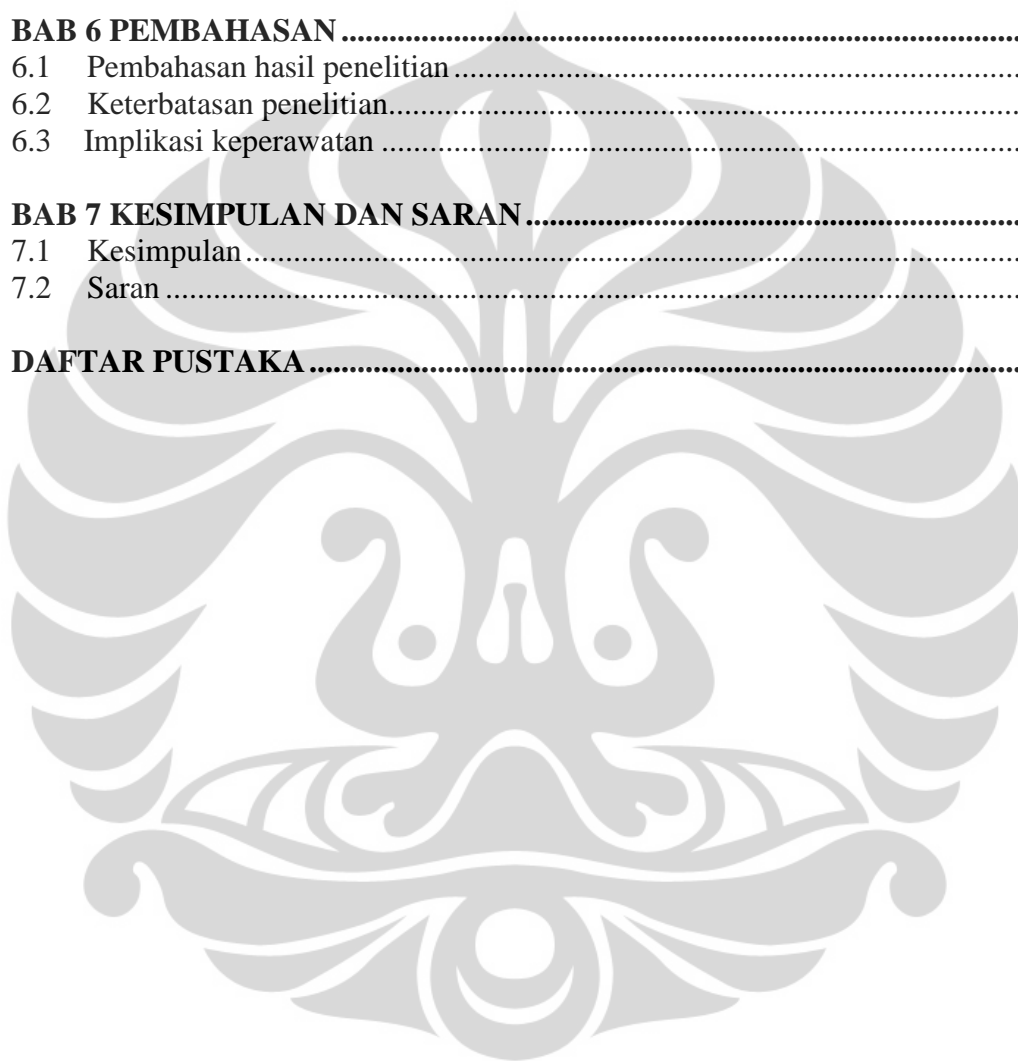 BAB 6 PEMBAHASAN....................................................................................
6.1 Pembahasan hasil penelitian........................................................................
6.2 Keterbatasan penelitian................................................................................
6.3 Implikasi keperawatan .................................................................................
BAB 7 KESIMPULAN DAN SARAN..............................................................
7.1 Kesimpulan..................................................................................................
7.2 Saran ............................................................................................................
DAFTAR PUSTAKA.........................................................................................